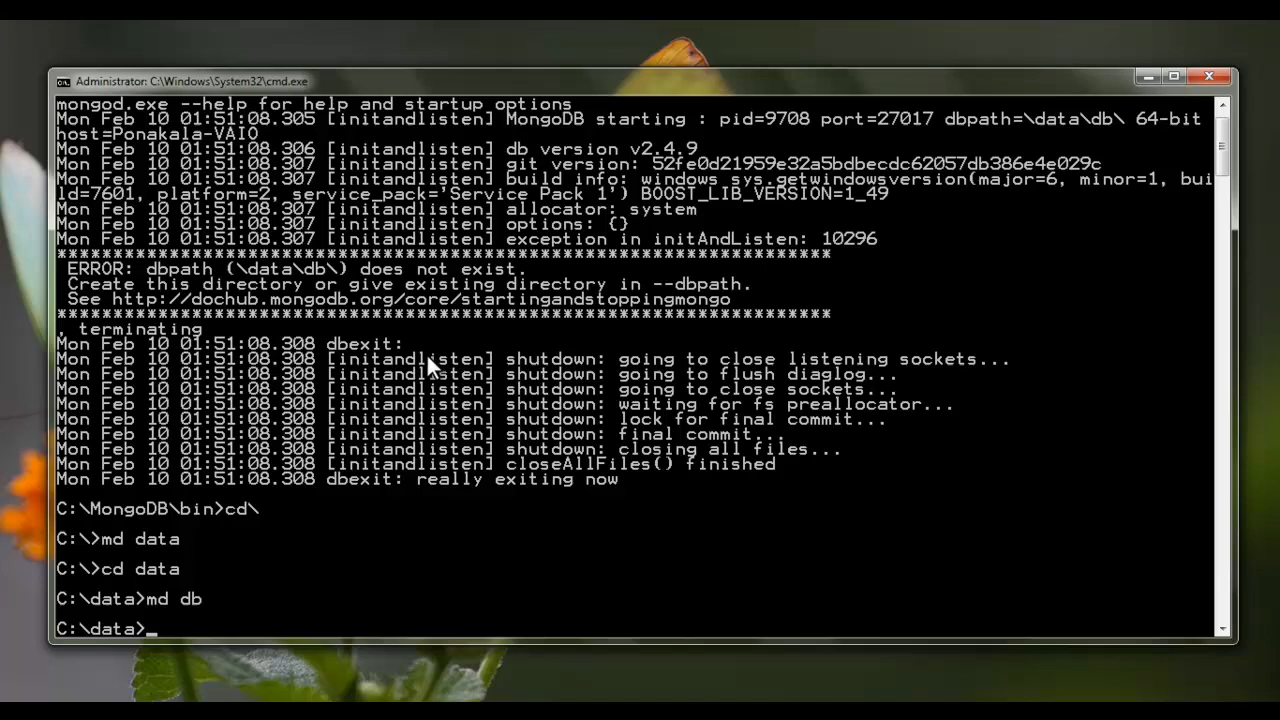 Administrator: C:\Windows\System32\cmd.exe
mongod.exe --help for help and startup options
Mon Feb 10 01:51:08.305 [initandlisten] MongoDB starting : pid=9708 port=27017 dbpath=\data\db\ 64-bit
host=Ponakala-VAIO
Mon Feb 10 01:51:08.306 [initandlisten] db version v2.4.9
Mon Feb 10 01:51:08.307 [initandlisten] git version: 52fe0d21959e32a5bdbecdc62057db386e4e029c
Mon Feb 10 01:51:08.307 [initandlisten] build info: windows sys.getwindowsversion(major=6, minor=1, bui
ld=7601, platform=2, service_pack='Service Pack 1') BOOST_LIB_VERSION=1_49
Mon Feb 10 01:51:08.307 [initandlisten] allocator: system
Mon Feb 10 01:51:08.307 [initandlisten] options: {}
Mon Feb 10 01:51:08.307 [initandlisten] exception in initAndListen: 10296
*********************************************************************
ERROR: dbpath (\data\db\) does not exist.
Create this directory or give existing directory in --dbpath.
See http://dochub.mongodb.org/core/startingandstoppingmongo
*********************************************************************
, terminating
Mon Feb 10 01:51:08.308 dbexit:
Mon Feb 10 01:51:08.308 [initandlisten] shutdown: going to close listening sockets...
Mon Feb 10 01:51:08.308 [initandlisten] shutdown: going to flush diaglog...
Mon Feb 10 01:51:08.308 [initandlisten] shutdown: going to close sockets...
Mon Feb 10 01:51:08.308 [initandlisten] shutdown: waiting for fs preallocator...
Mon Feb 10 01:51:08.308 [initandlisten] shutdown: lock for final commit...
Mon Feb 10 01:51:08.308 [initandlisten] shutdown: final commit...
Mon Feb 10 01:51:08.308 [initandlisten] shutdown: closing all files...
Mon Feb 10 01:51:08.308 [initandlisten] closeAllFiles() finished
Mon Feb 10 01:51:08.308 dbexit: really exiting now
C:\MongoDB\bin>cd\
C:\>md data
C:\>cd data
C:\data>md db
C:\data>_